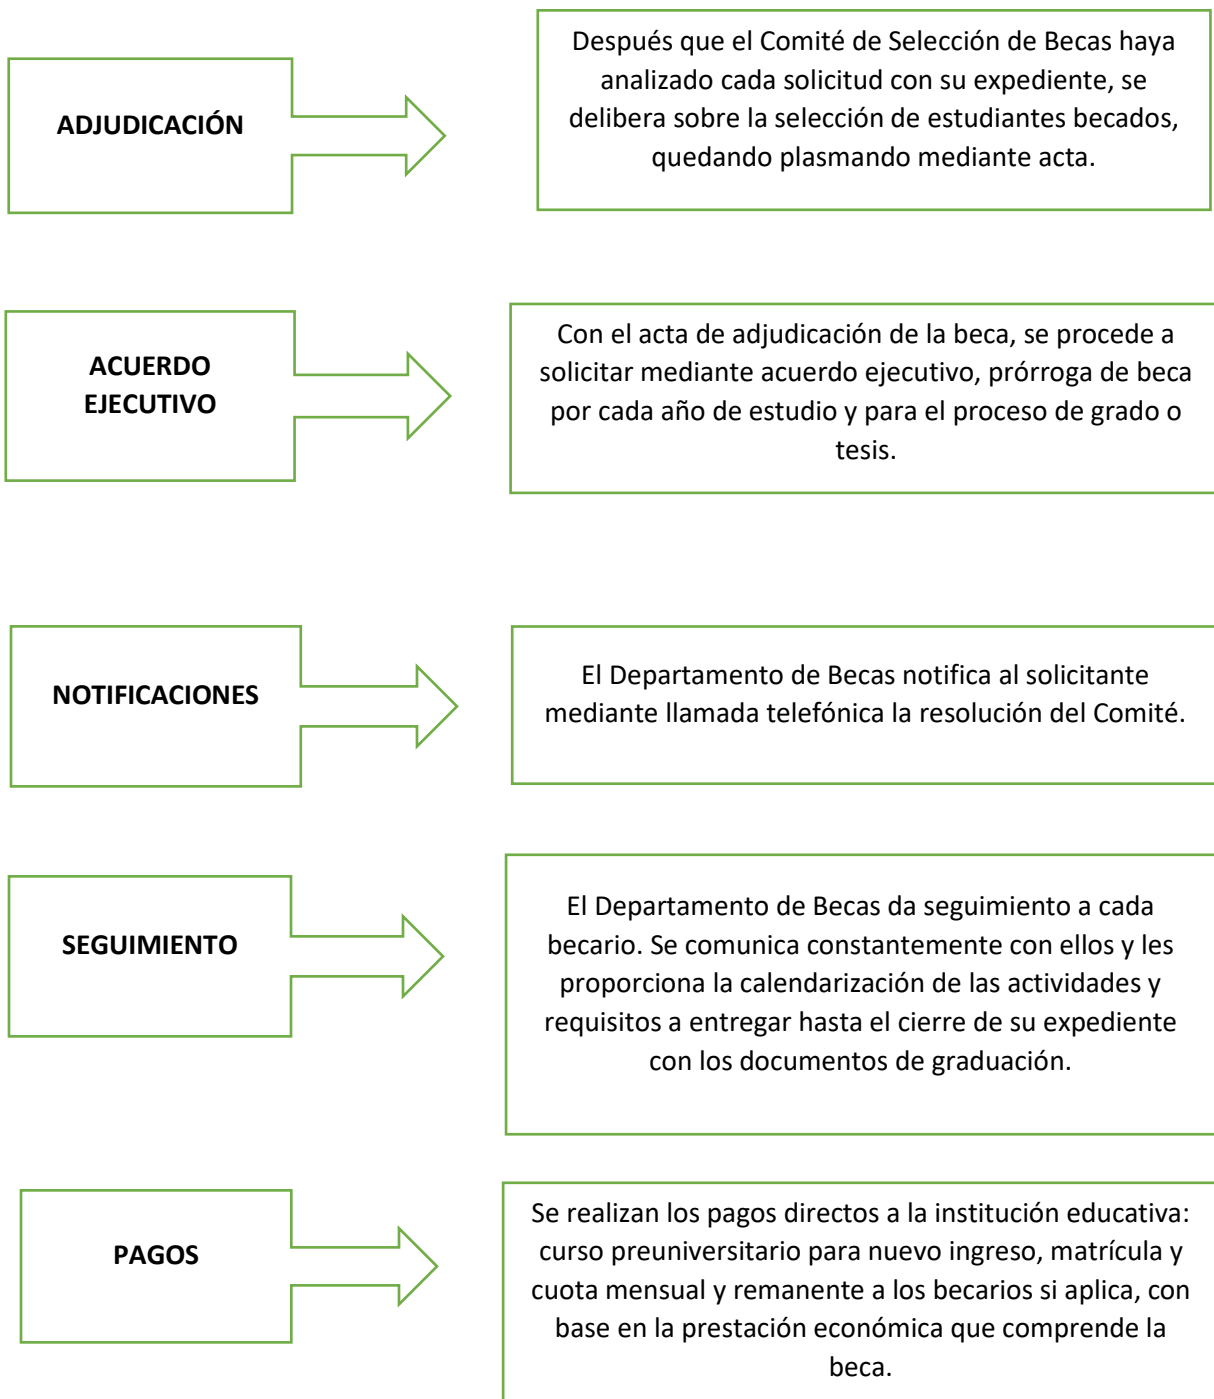 ADJUDICACIÓN
Después que el Comité de Selección de Becas haya
analizado cada solicitud con su expediente, se
delibera sobre la selección de estudiantes becados,
quedando plasmando mediante acta.
ACUERDO
EJECUTIVO
Con el acta de adjudicación de la beca, se procede a
solicitar mediante acuerdo ejecutivo, prórroga de beca
por cada año de estudio y para el proceso de grado o
tesis.
NOTIFICACIONES
El Departamento de Becas notifica al solicitante
mediante llamada telefónica la resolución del Comité.
SEGUIMIENTO
El Departamento de Becas da seguimiento a cada
becario. Se comunica constantemente con ellos y les
proporciona la calendarización de las actividades y
requisitos a entregar hasta el cierre de su expediente
con los documentos de graduación.
PAGOS
Se realizan los pagos directos a la institución educativa:
curso preuniversitario para nuevo ingreso, matrícula y
cuota mensual y remanente a los becarios si aplica, con
base en la prestación económica que comprende la
beca.